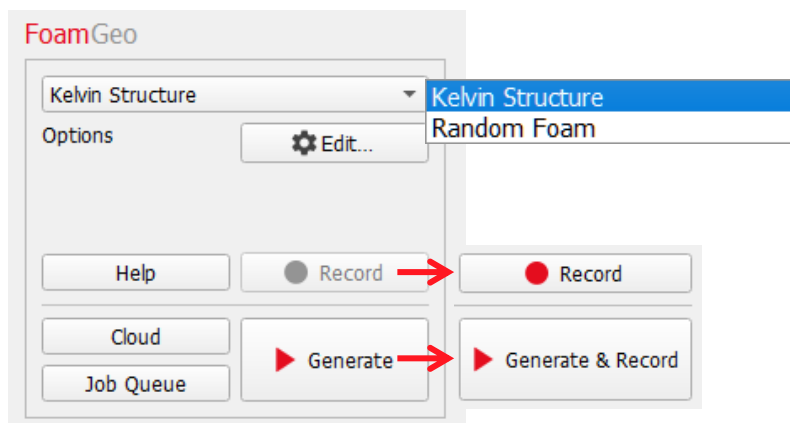 FoamGeo
Kelvin Structure
Kelvin Structure
Random Foam
Options
Edit...
Help
Record
Record
Cloud
Generate
Generate & Record
Job Queue